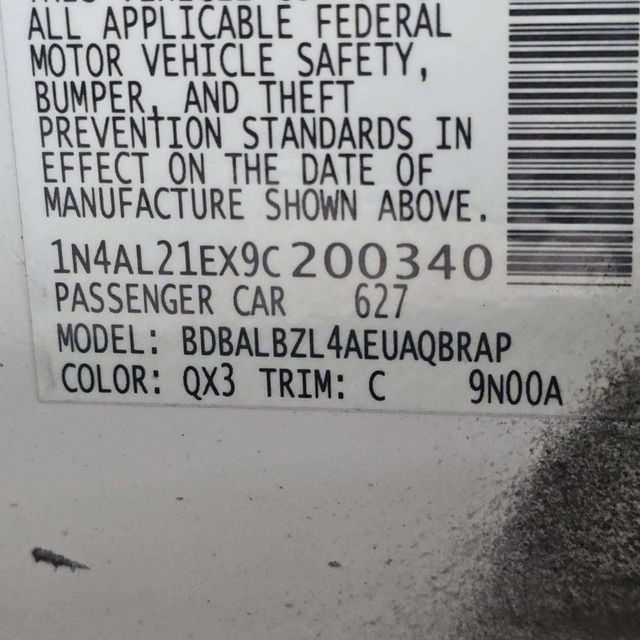 ALL APPLICABLE FEDERAL
MOTOR VEHICLE SAFETY,
BUMPER, AND THEFT
PREVENTION STANDARDS IN
EFFECT ON THE DATE OF
MANUFACTURE SHOWN ABOVE.
1N4AL21EX9C200340
PASSENGER CAR 627
MODEL: BDBALBZL4AEUAQBRAP
COLOR: QX3 TRIM: C 9N00A